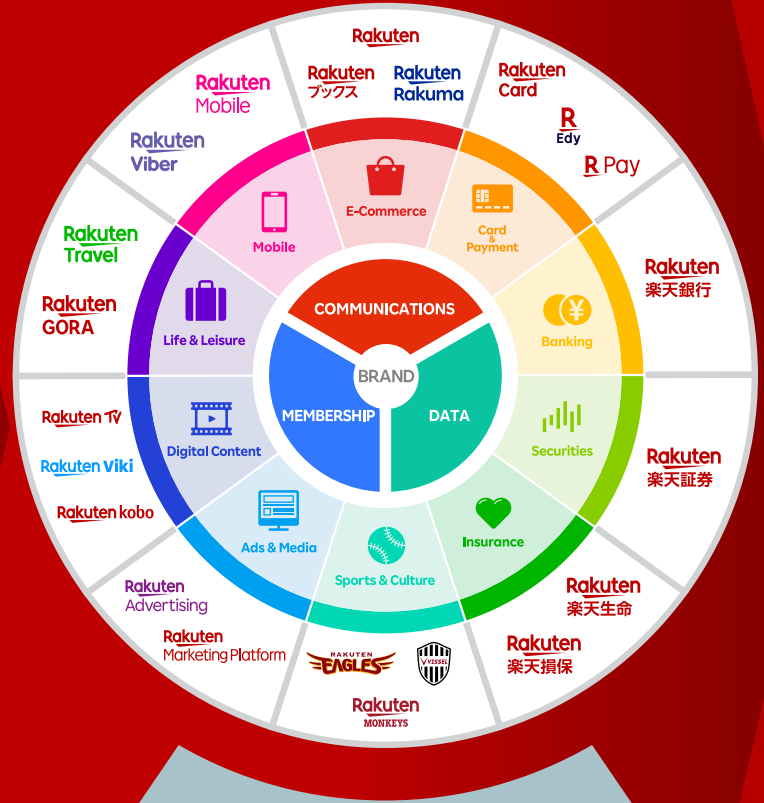 Rakuten
Rakuten
ブックス
Rakuten
Rakuma
Rakuten
Card
R
Edy
R Pay
Rakuten
楽天銀行
Rakuten
楽天証券
Rakuten
楽天生命
Rakuten
楽天損保
RAKUTEN
EAGLES
VISSEL
Rakuten
MONKEYS
Rakuten
Marketing Platform
Rakuten
Advertising
Rakuten kobo
Rakuten Viki
Rakuten TV
Rakuten
GORA
Rakuten
Travel
Rakuten
Viber
Rakuten
Mobile
E-Commerce
Card
&
Payment
Banking
Securities
Insurance
Sports & Culture
Ads & Media
Digital Content
Life & Leisure
Mobile
COMMUNICATIONS
BRAND
MEMBERSHIP
DATA
¥